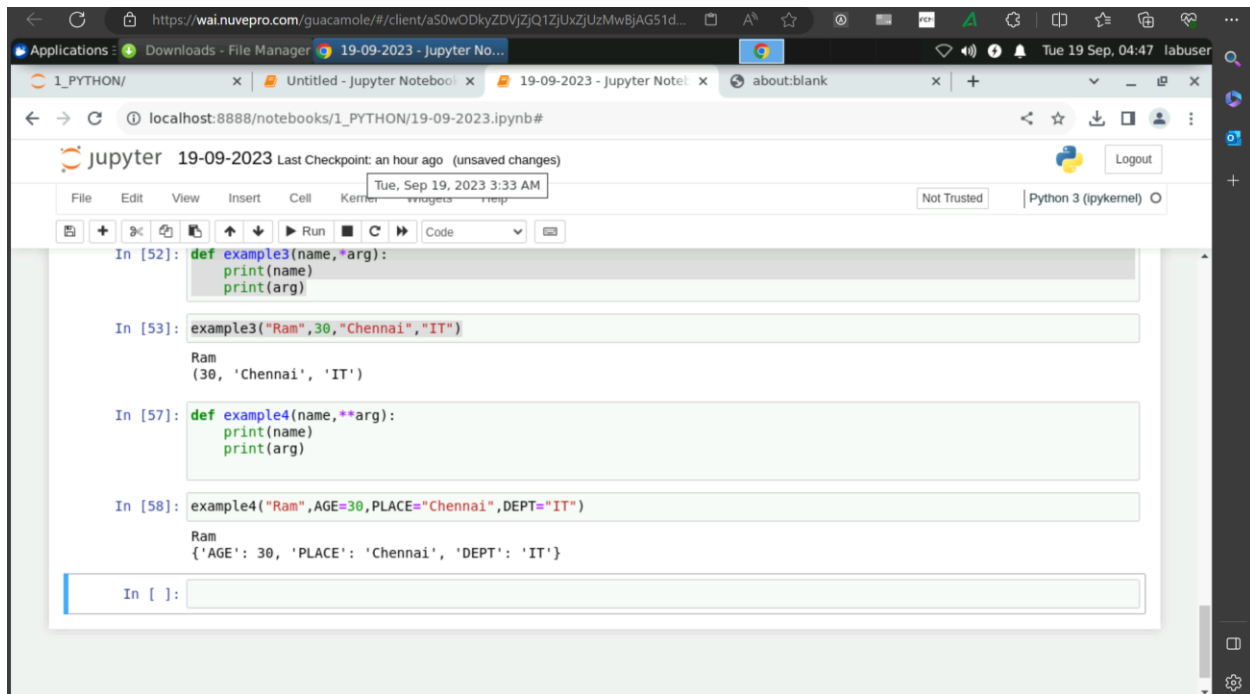 https://wai.nuvepro.com/guacamole/#/client/aS0wODkyZDVjZjQ1ZjUxZjUzMwBjAG51d...
Applications Downloads - File Manager 19-09-2023 - Jupyter No... Tue 19 Sep, 04:47 labuser
1_PYTHON/ Untitled - Jupyter Notebook 19-09-2023 - Jupyter Noteb about:blank
localhost:8888/notebooks/1_PYTHON/19-09-2023.ipynb#
jupyter 19-09-2023 Last Checkpoint: an hour ago (unsaved changes) Logout
Tue, Sep 19, 2023 3:33 AM
File Edit View Insert Cell Kernel Widgets Help Not Trusted Python 3 (ipykernel)
Run Code
In [52]: def example3(name,*arg):
print(name)
print(arg)
In [53]: example3("Ram",30,"Chennai","IT")
Ram
(30, 'Chennai', 'IT')
In [57]: def example4(name,**arg):
print(name)
print(arg)
In [58]: example4("Ram",AGE=30,PLACE="Chennai",DEPT="IT")
Ram
{'AGE': 30, 'PLACE': 'Chennai', 'DEPT': 'IT'}
In [ ]: